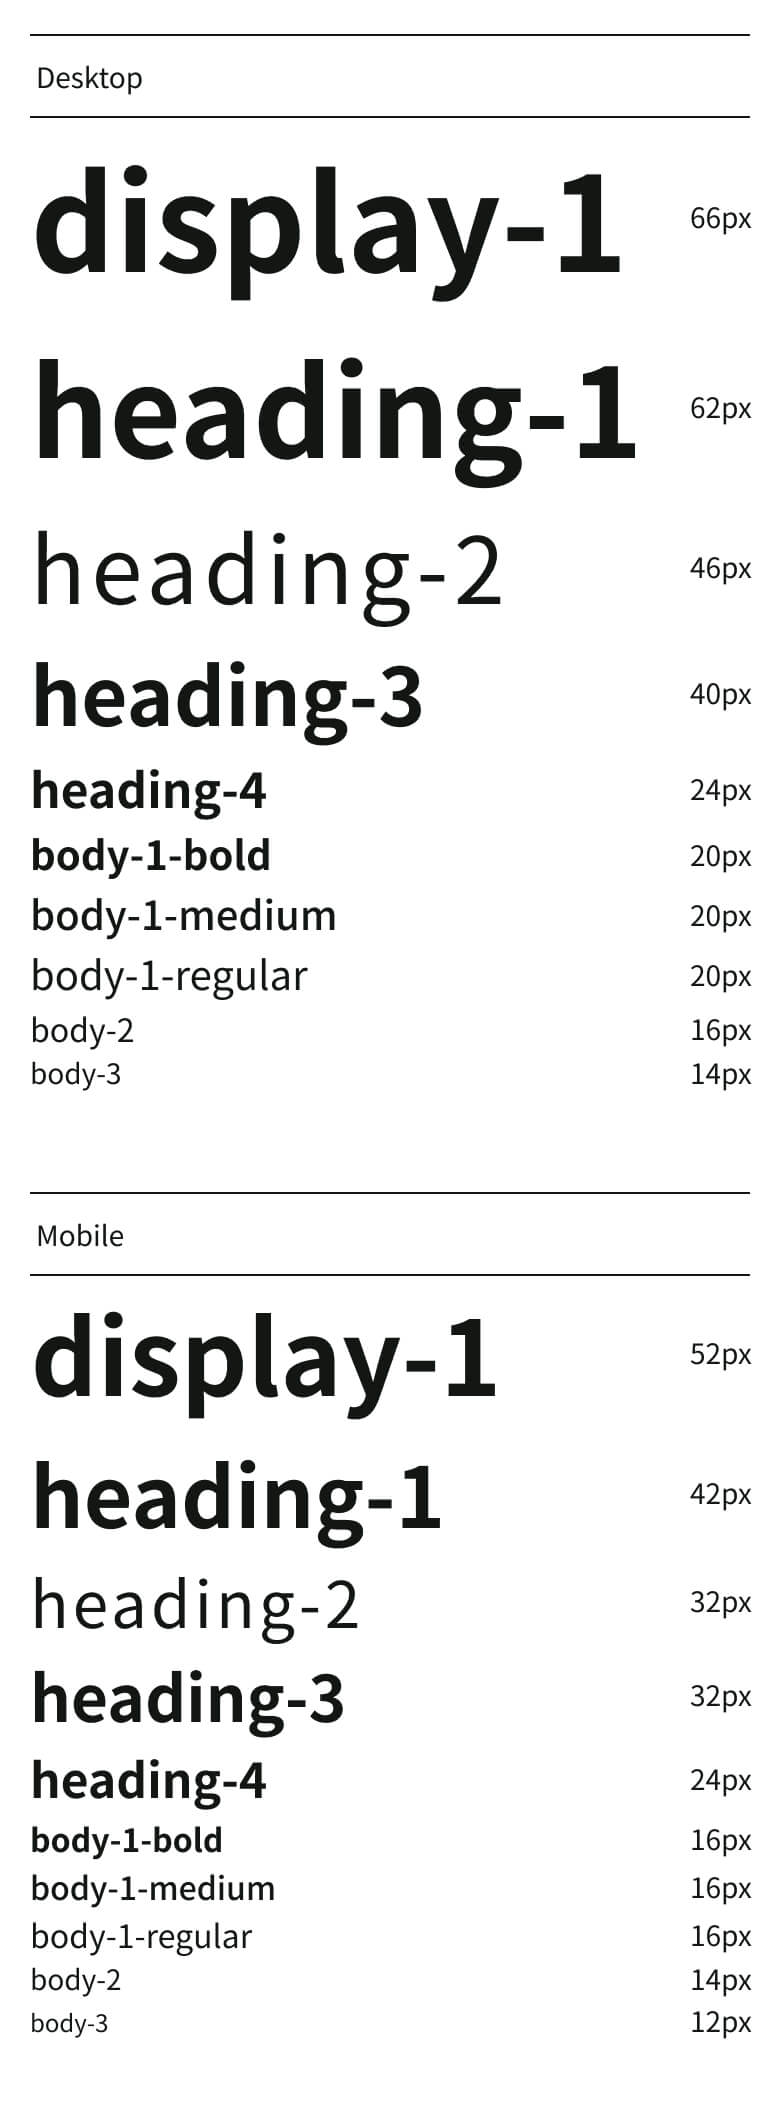 Desktop
display-1 66px
heading-1 62px
heading-2 46px
heading-3 40px
heading-4 24px
body-1-bold 20px
body-1-medium 20px
body-1-regular 20px
body-2 16px
body-3 14px
Mobile
display-1 52px
heading-1 42px
heading-2 32px
heading-3 32px
heading-4 24px
body-1-bold 16px
body-1-medium 16px
body-1-regular 16px
body-2 14px
body-3 12px